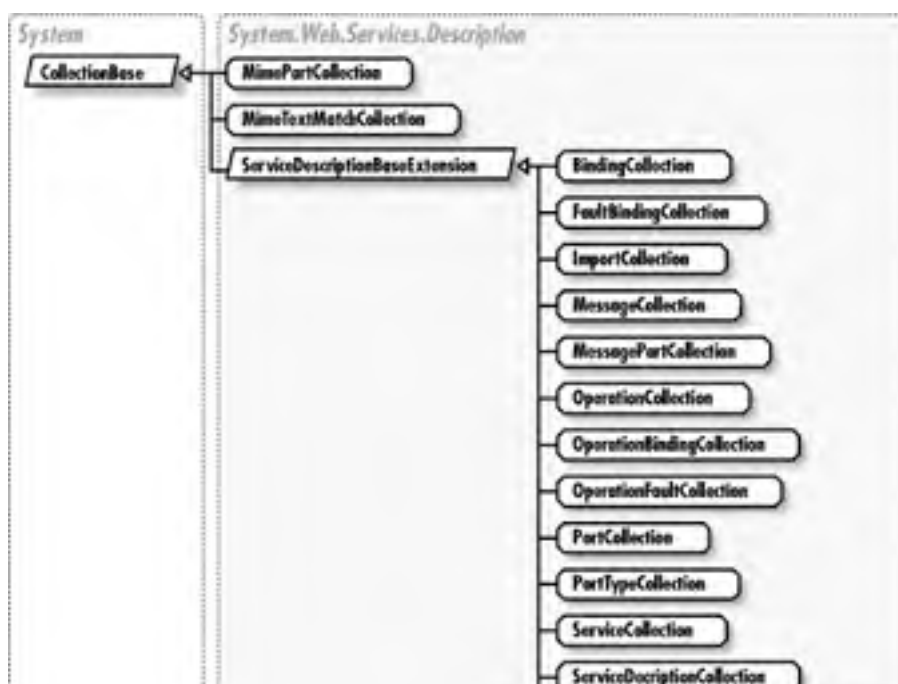 System
System.Web.Services.Description
CollectionBase
MimePartCollection
MimeTextMatchCollection
ServiceDescriptionBaseExtension
BindingCollection
FaultBindingCollection
ImportCollection
MessageCollection
MessagePartCollection
OperationCollection
OperationBindingCollection
OperationFaultCollection
PortCollection
PortTypeCollection
ServiceCollection
ServiceDocriptionCollection